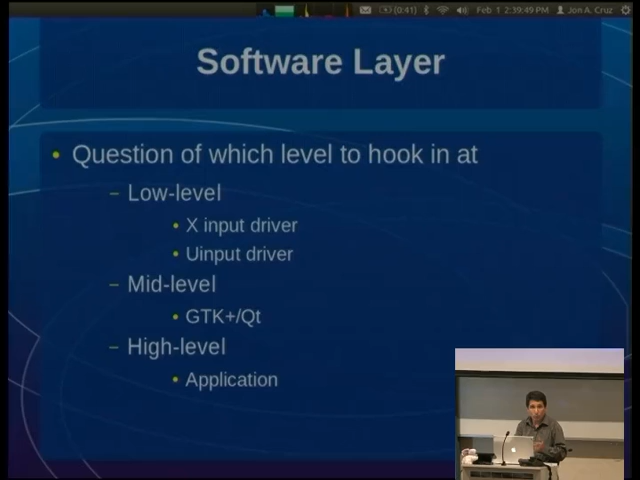 (0:41) Feb 1 2:39:49 PM Jon A. Cruz
Software Layer
• Question of which level to hook in at
– Low-level
• X input driver
• Uinput driver
– Mid-level
• GTK+/Qt
– High-level
• Application